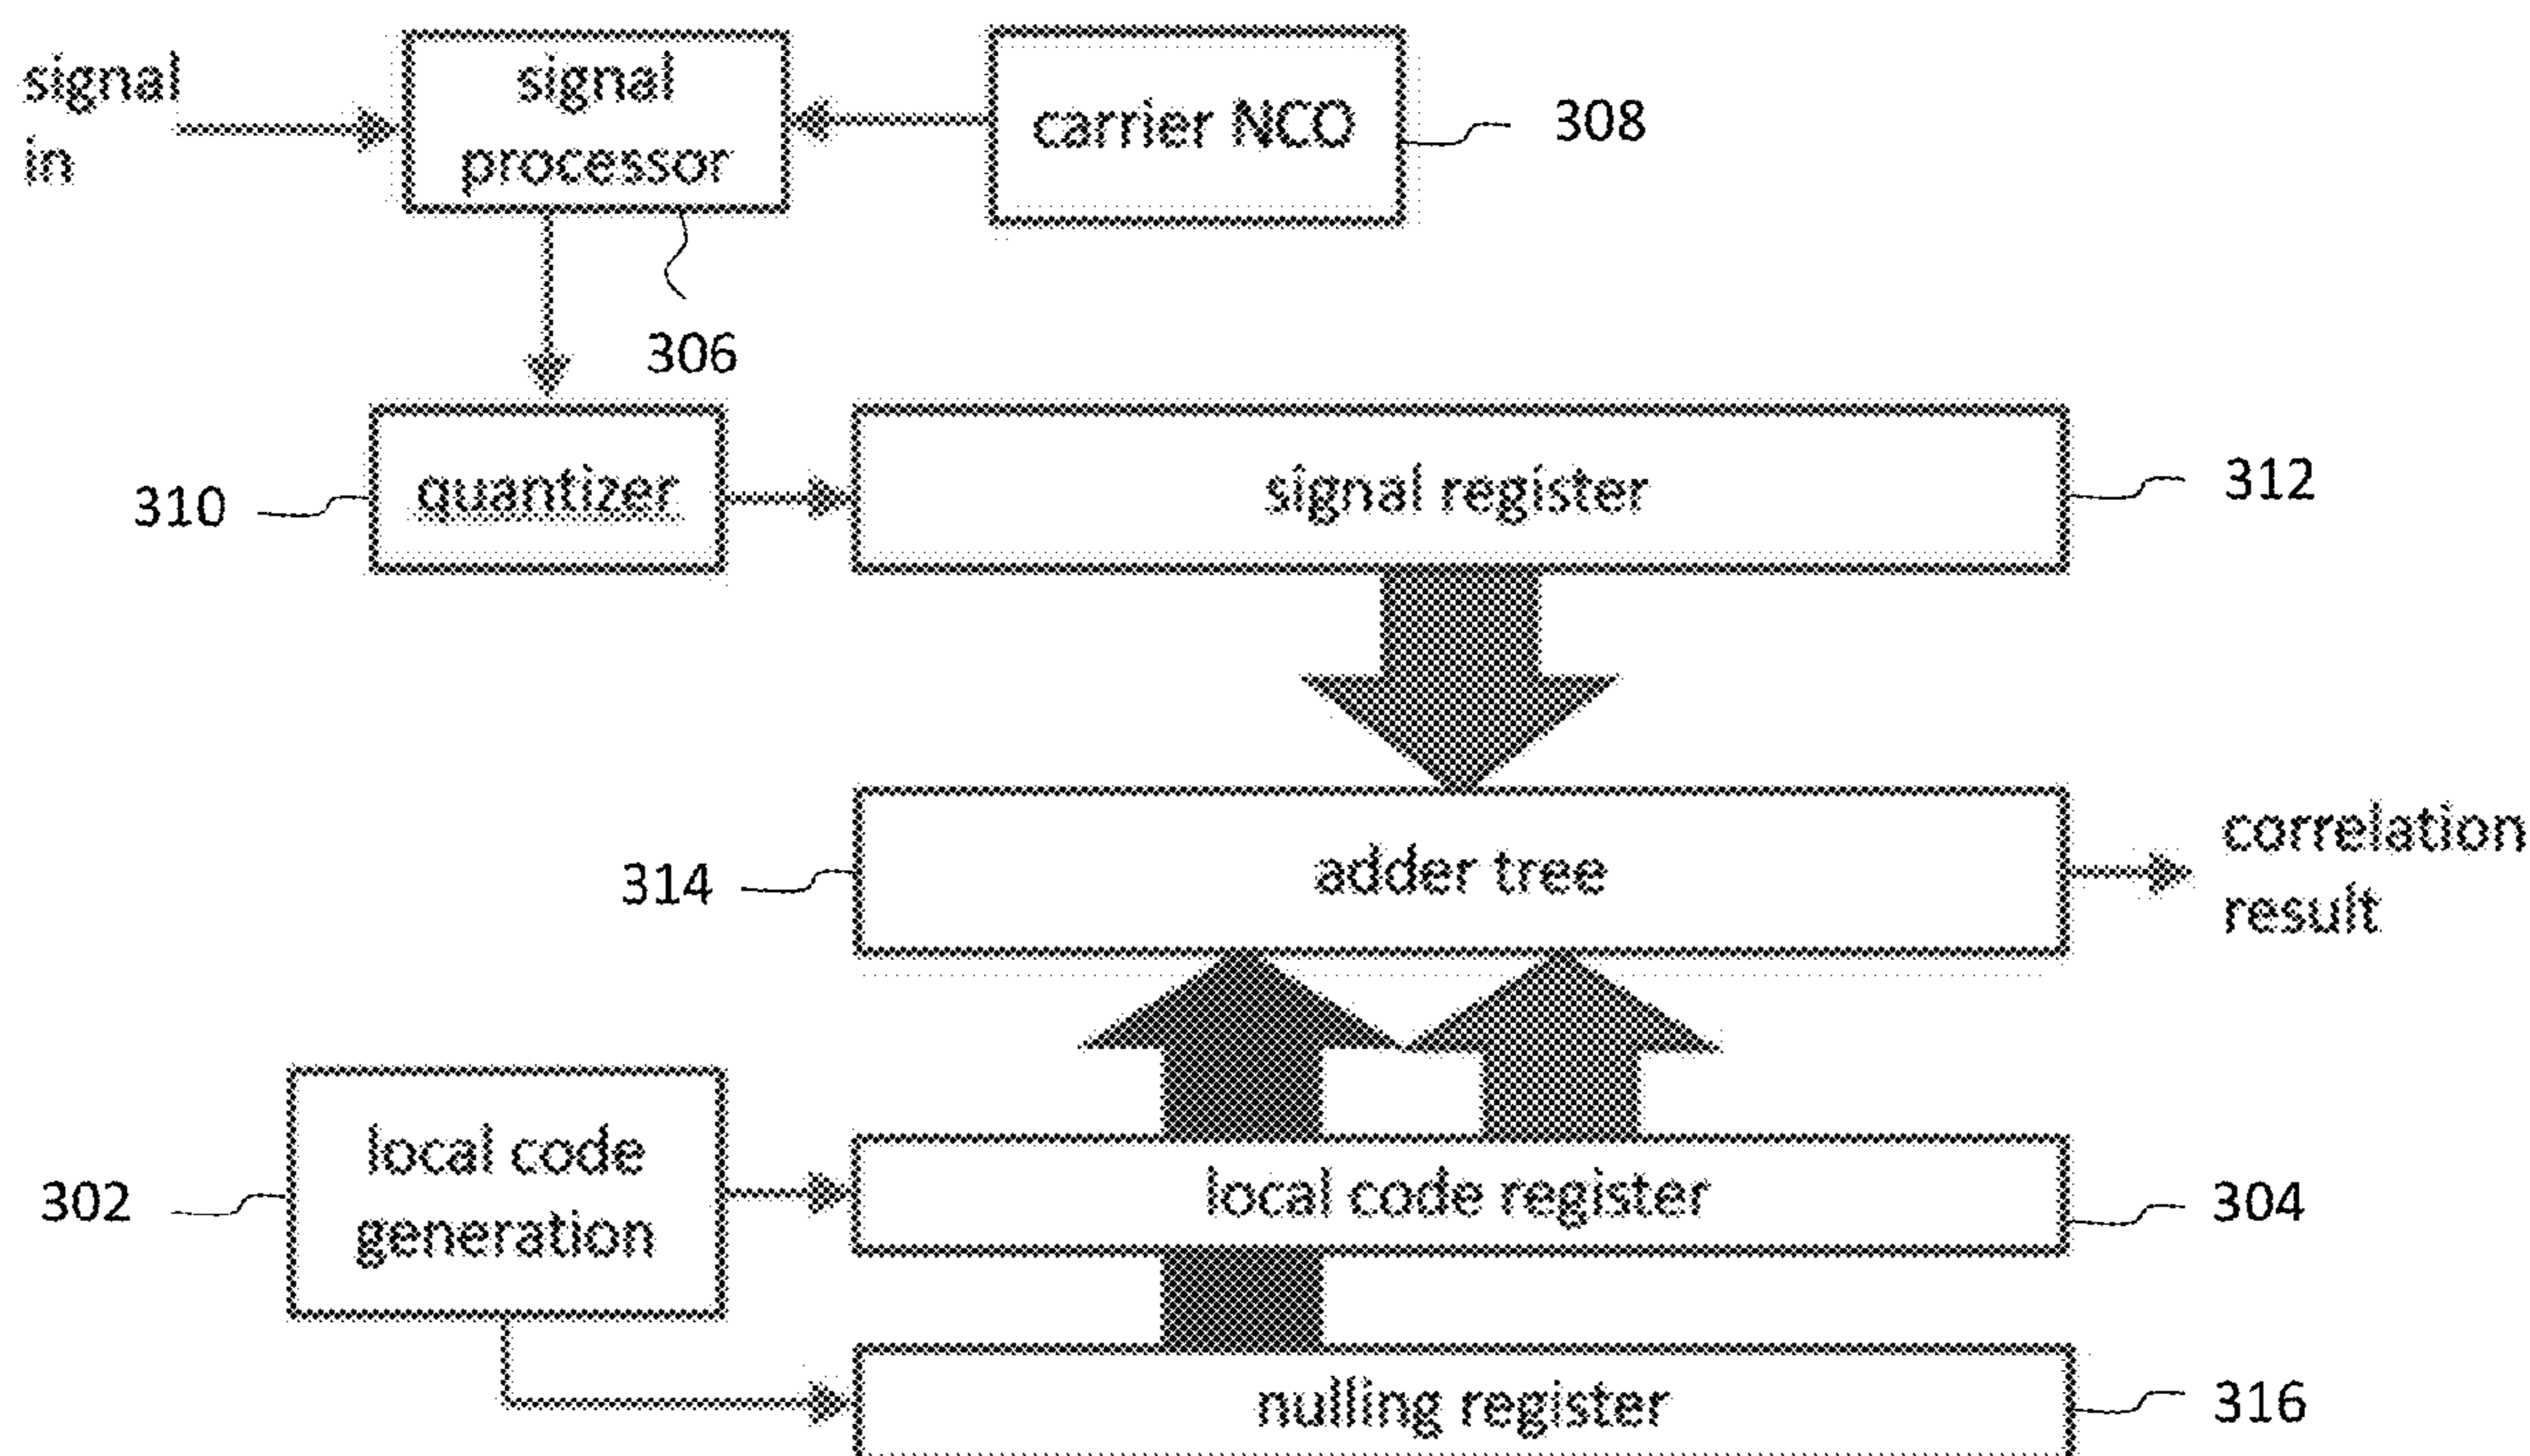 signal
in
signal
processor
carrier NCO
308
306
310
quantizer
signal register
312
314
adder tree
correlation
result
302
local code
generation
local code register
304
nulling register
316